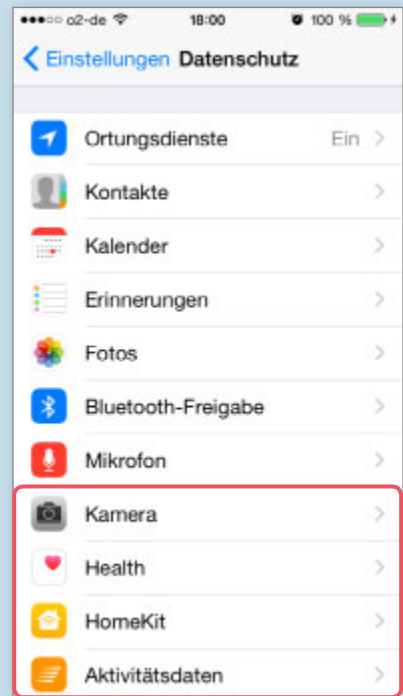 o2-de 18:00 100 %
Einstellungen Datenschutz
Ortungsdienste Ein
Kontakte
Kalender
Erinnerungen
Fotos
Bluetooth-Freigabe
Mikrofon
Kamera
Health
HomeKit
Aktivitätsdaten